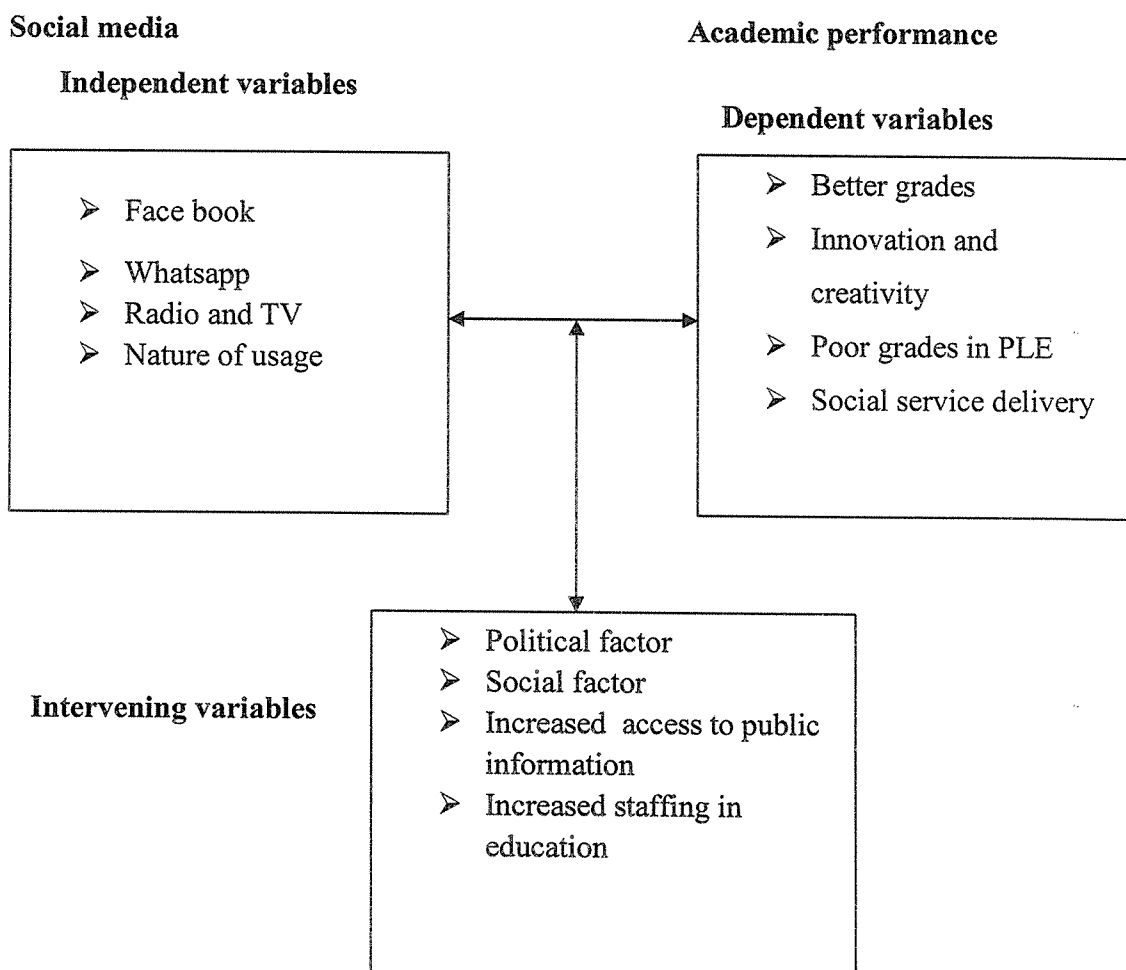 Social media
Academic performance
Independent variables
Dependent variables
➢ Face book
➢ Whatsapp
➢ Radio and TV
➢ Nature of usage
➢ Better grades
➢ Innovation and
creativity
➢ Poor grades in PLE
➢ Social service delivery
Intervening variables
➢ Political factor
➢ Social factor
➢ Increased access to public
information
➢ Increased staffing in
education